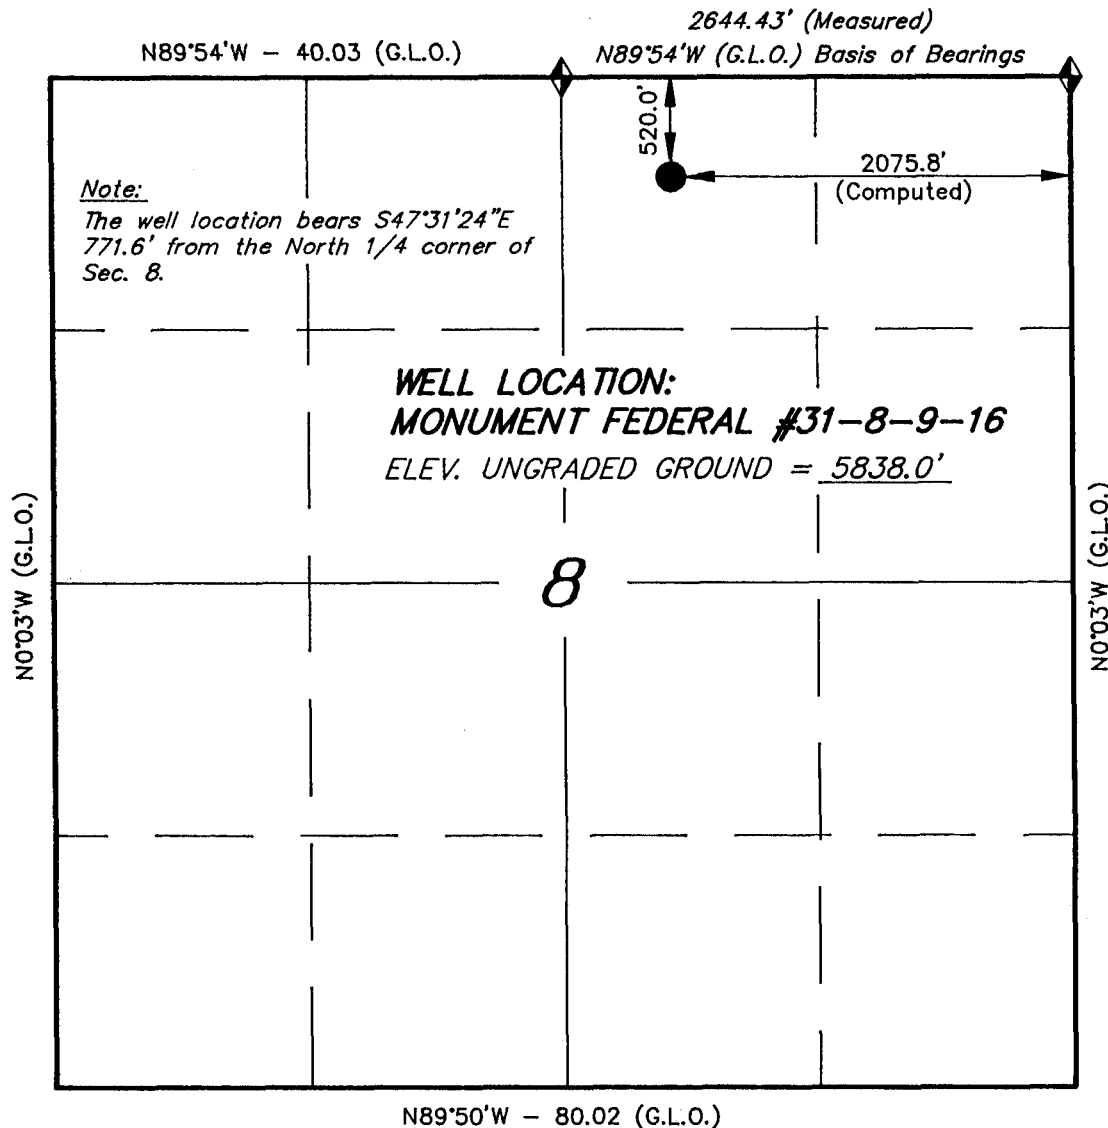 2644.43' (Measured)
N89°54'W – 40.03 (G.L.O.)
N89°54'W (G.L.O.) Basis of Bearings
520.0'
2075.8'
(Computed)
Note:
The well location bears S47°31'24"E
771.6' from the North 1/4 corner of
Sec. 8.
WELL LOCATION:
MONUMENT FEDERAL #31–8–9–16
ELEV. UNGRADED GROUND = 5838.0'
N0°03'W (G.L.O.)
8
N0°03'W (G.L.O.)
N89°50'W – 80.02 (G.L.O.)